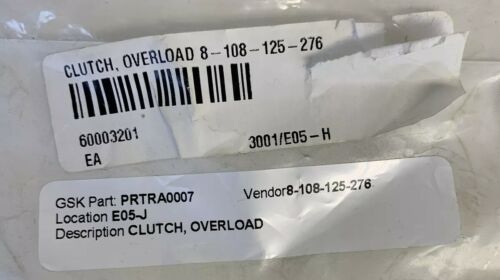 CLUTCH, OVERLOAD 8-108-125-276
60003201
3001/E05-H
EA
GSK Part: PRTRA0007 Vendor8-108-125-276
Location E05-J
Description CLUTCH, OVERLOAD